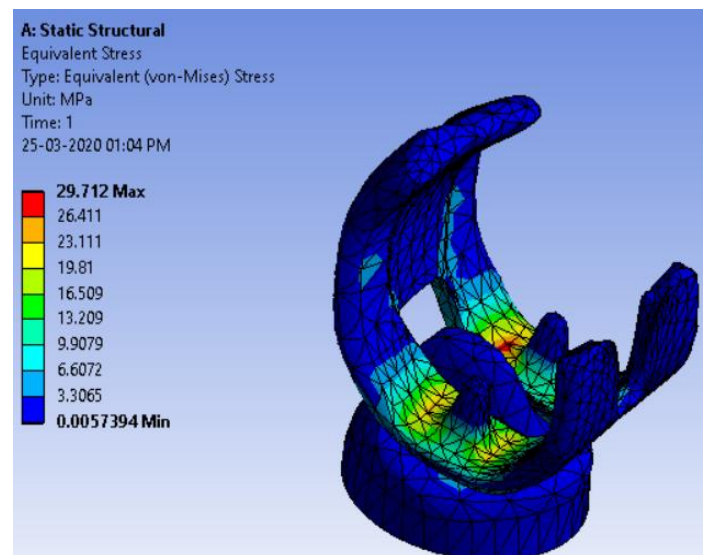 A: Static Structural
Equivalent Stress
Type: Equivalent (von-Mises) Stress
Unit: MPa
Time: 1
25-03-2020 01:04 PM
29.712 Max
26.411
23.111
19.81
16.509
13.209
9.9079
6.6072
3.3065
0.0057394 Min